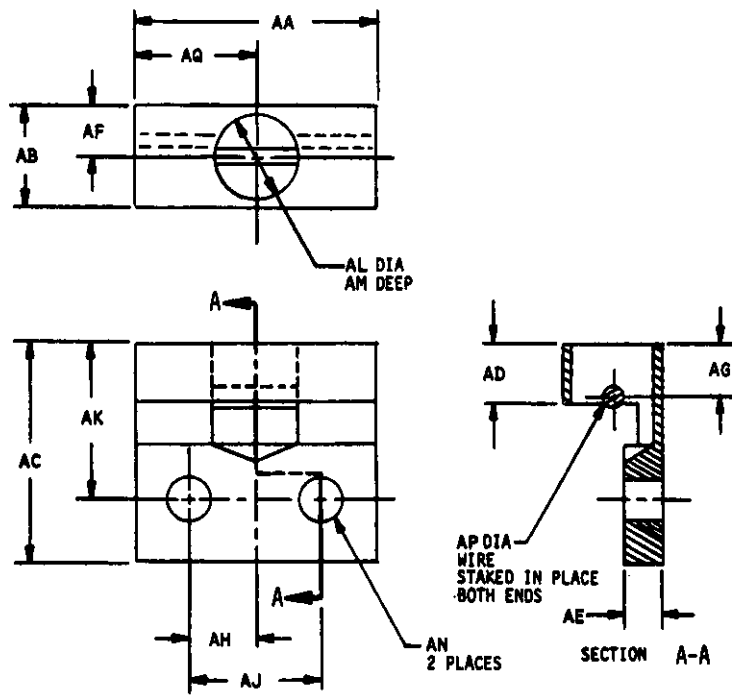 AA
AQ
AF
AB
AL DIA
AM DEEP
A
AD
AG
AK
AC
AP DIA
WIRE
STAKED IN PLACE
BOTH ENDS
A
AE
AH
AN
2 PLACES
AJ
SECTION A-A